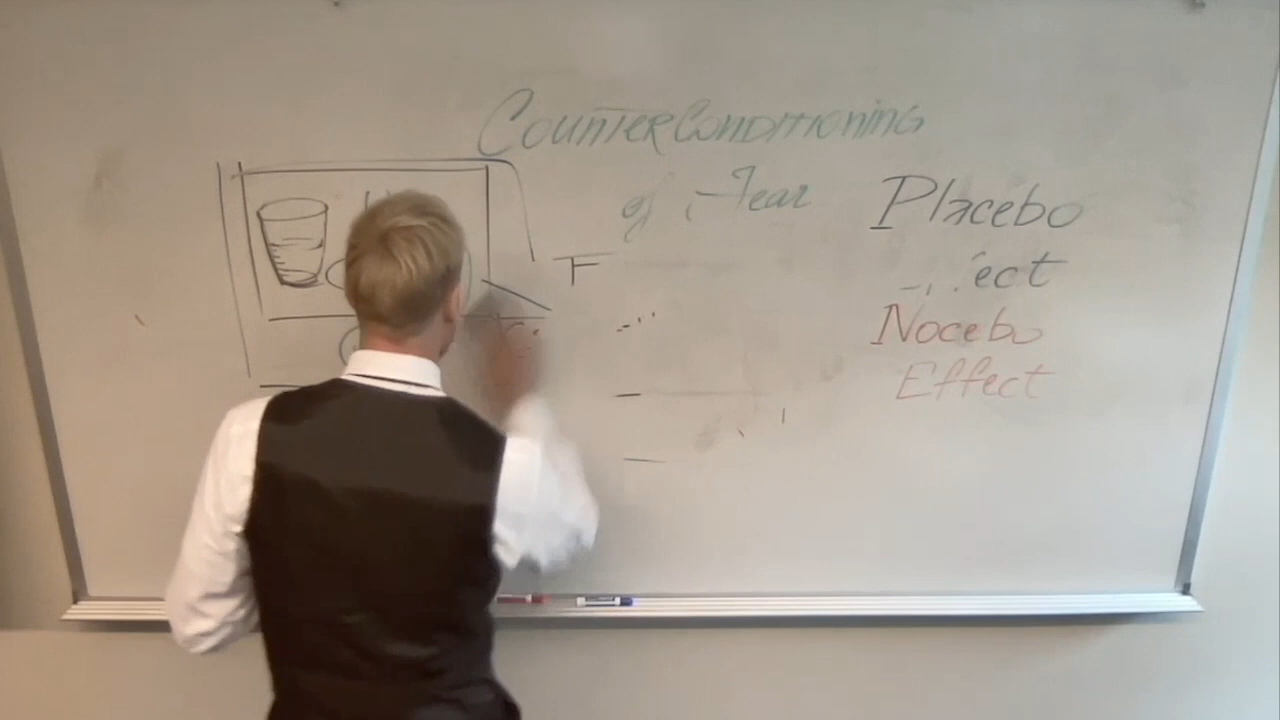 CounterConditioning
of Fear
Placebo
ect
Nocebo
Effect
F